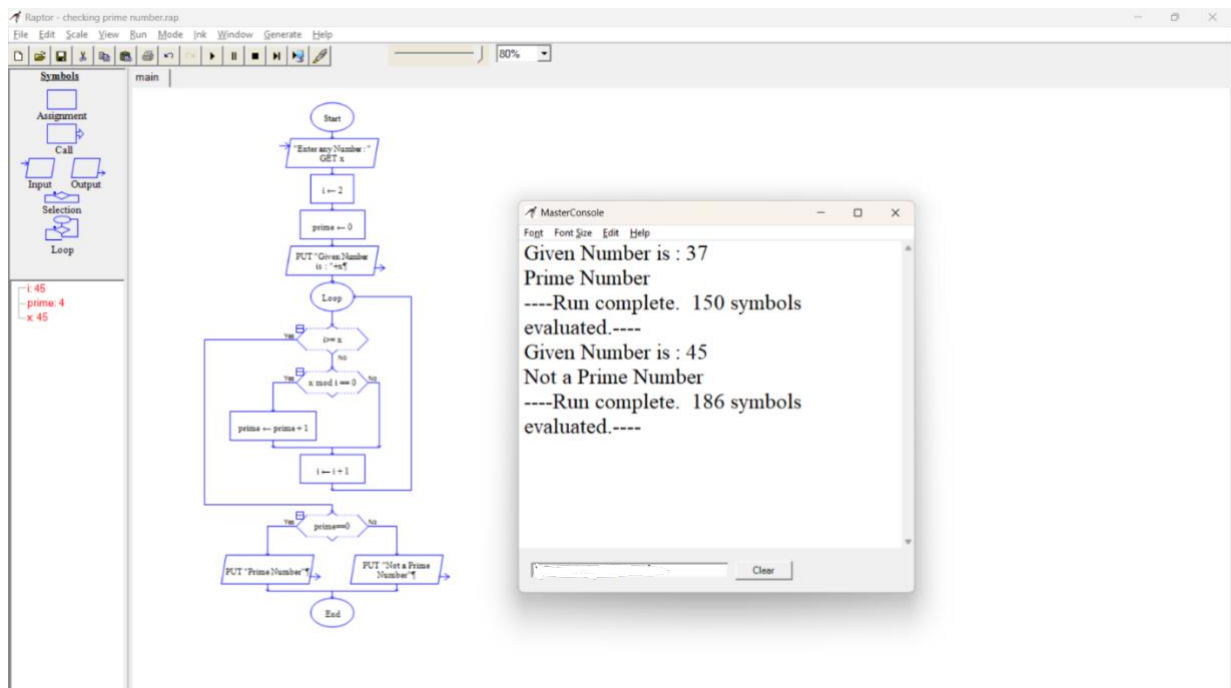 Raptor - checking prime number.rap
File Edit Scale View Run Mode Ink Window Generate Help
80%
Symbols
main
Assignment
Call
Input Output
Selection
Loop
i: 45
prime: 4
x: 45
Start
"Enter any Number :"
GET x
i ← 2
prime ← 0
PUT "Given Number
is : "+x¶
Loop
Yes i>= x
No
Yes x mod i == 0 No
prime ← prime + 1
i ← i + 1
Yes prime==0 No
PUT "Prime Number"¶
PUT "Not a Prime
Number"¶
End
MasterConsole
Font Font Size Edit Help
Given Number is : 37
Prime Number
----Run complete. 150 symbols
evaluated.----
Given Number is : 45
Not a Prime Number
----Run complete. 186 symbols
evaluated.----
Clear